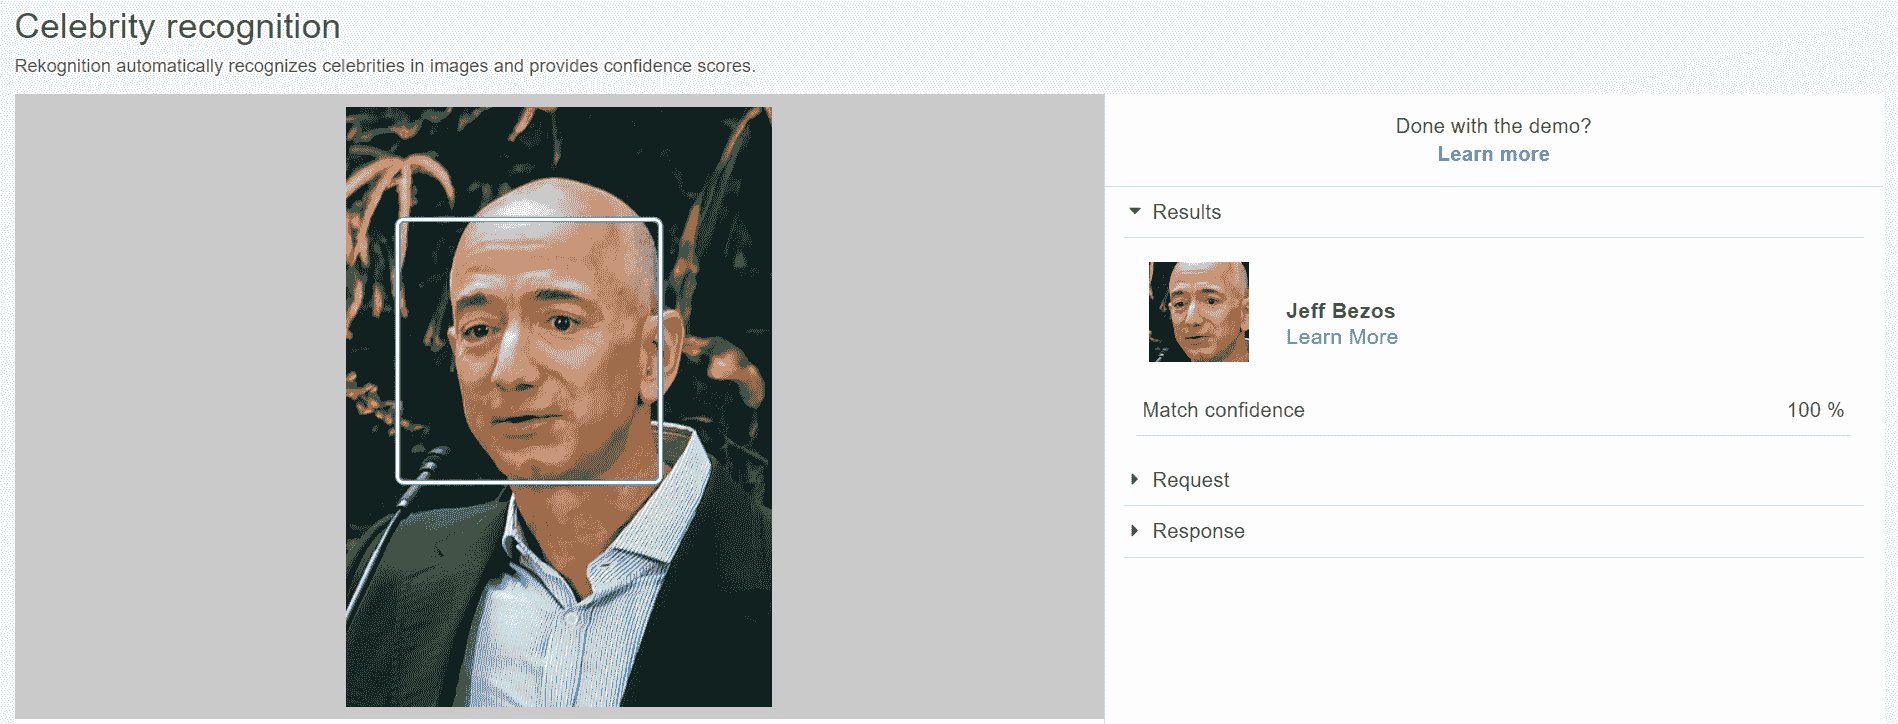 Celebrity recognition
Rekognition automatically recognizes celebrities in images and provides confidence scores.
Done with the demo?
Learn more
Results
Jeff Bezos
Learn More
Match confidence 100 %
Request
Response